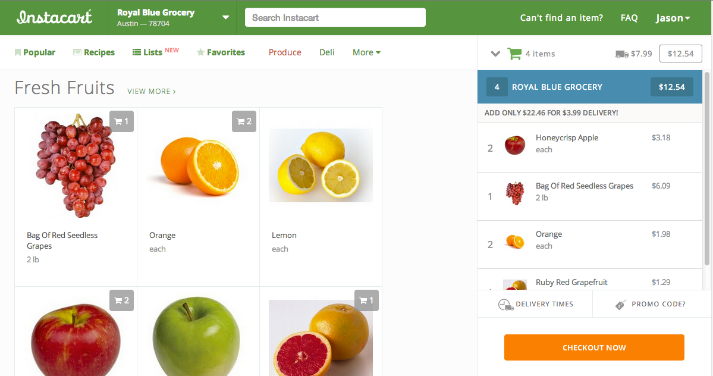 Instacart
Royal Blue Grocery
Austin — 78704
Search Instacart
Can't find an item?
FAQ
Jason
Popular
Recipes
Lists NEW
Favorites
Produce
Deli
More
4 items
$7.99
$12.54
Fresh Fruits
VIEW MORE ›
1
Bag Of Red Seedless
Grapes
2 lb
2
Orange
each
Lemon
each
2
1
4 ROYAL BLUE GROCERY $12.54
ADD ONLY $22.46 FOR $3.99 DELIVERY!
2 Honeycrisp Apple $3.18
each
1 Bag Of Red Seedless Grapes $6.09
2 lb
2 Orange $1.98
each
Ruby Red Grapefruit $1.29
DELIVERY TIMES
PROMO CODE?
CHECKOUT NOW